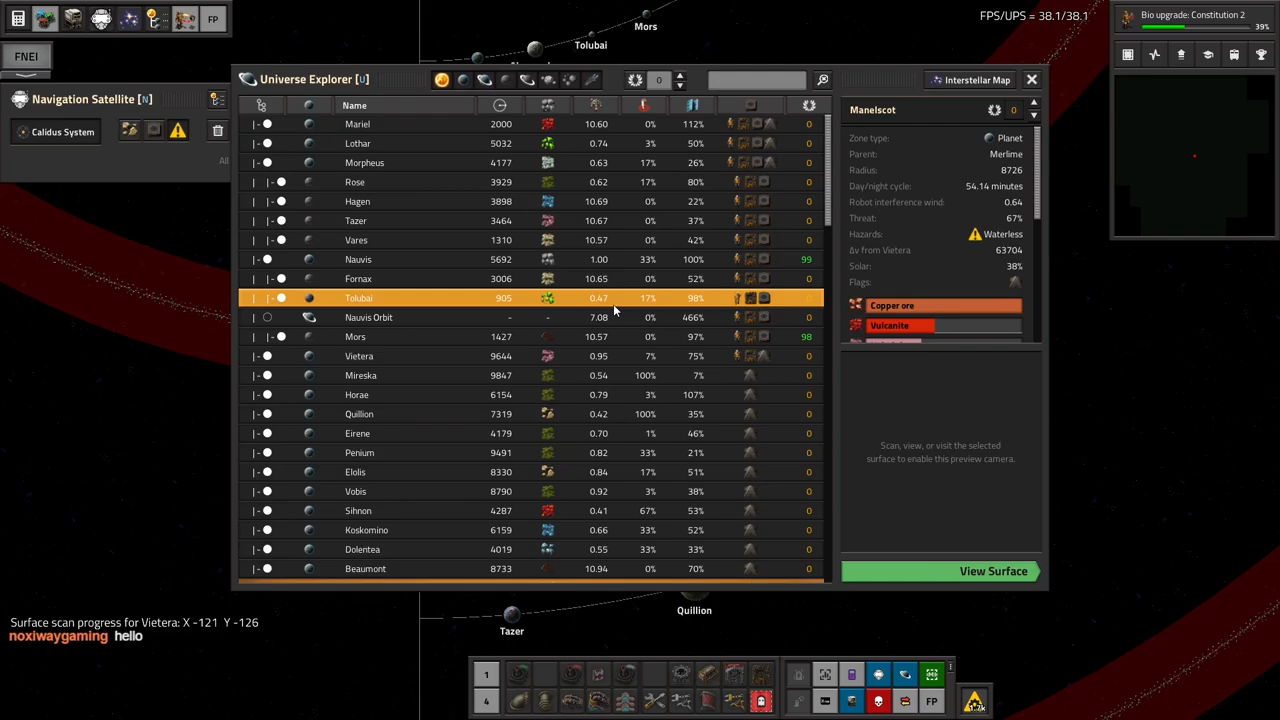 FP
FPS/UPS = 38.1/38.1
Bio upgrade: Constitution 2
39%
Mors
Tolubai
FNEI
Navigation Satellite [N]
Calidus System
All
Universe Explorer [U]
0
Interstellar Map
Name
Mariel 2000 10.60 0% 112% 0
Lothar 5032 0.74 3% 50% 0
Morpheus 4177 0.63 17% 26% 0
Rose 3929 0.62 17% 80% 0
Hagen 3898 10.69 0% 22% 0
Tazer 3464 10.67 0% 37% 0
Vares 1310 10.57 0% 42% 0
Nauvis 5692 1.00 33% 100% 99
Fornax 3006 10.65 0% 52% 0
Tolubai 905 0.47 17% 98% 0
Nauvis Orbit - - 7.08 0% 466% 0
Mors 1427 10.57 0% 97% 98
Vietera 9644 0.95 7% 75% 0
Mireska 9847 0.54 100% 7% 0
Horae 6154 0.79 3% 107% 0
Quillion 7319 0.42 100% 35% 0
Eirene 4179 0.70 1% 46% 0
Penium 9491 0.82 33% 21% 0
Elolis 8330 0.84 17% 51% 0
Vobis 8790 0.92 3% 38% 0
Sihnon 4287 0.41 67% 53% 0
Koskomino 6159 0.66 33% 52% 0
Dolentea 4019 0.55 33% 33% 0
Beaumont 8733 10.94 0% 70% 0
Manelscot 0
Zone type: Planet
Parent: Merlime
Radius: 8726
Day/night cycle: 54.14 minutes
Robot interference wind: 0.64
Threat: 67%
Hazards: Waterless
Δv from Vietera 63704
Solar: 38%
Flags:
Copper ore
Vulcanite
Scan, view, or visit the selected
surface to enable this preview camera.
View Surface
Quillion
Tazer
Surface scan progress for Vietera: X -121 Y -126
noxiwaygaming hello
1
4
FP